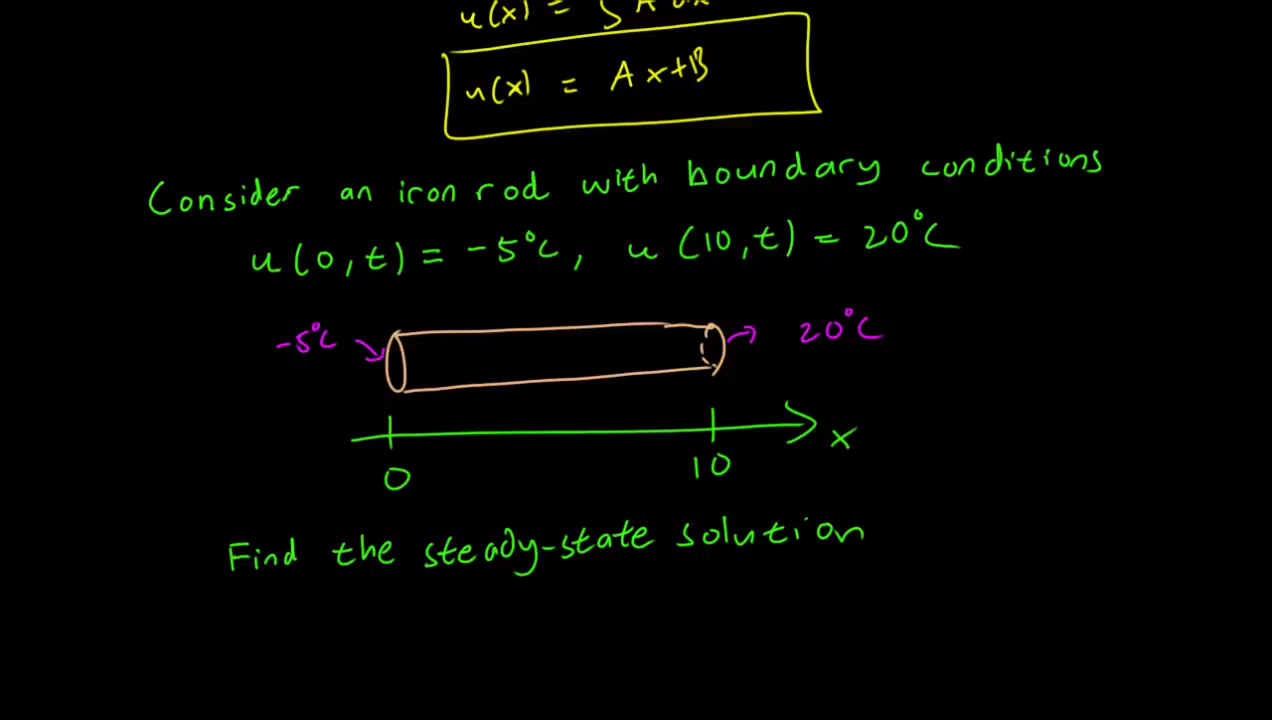 u(x) = ∫ A dx
u(x) = Ax+B
Consider an iron rod with boundary conditions
u(0,t) = -5°C, u(10,t) = 20°C
-5°C 20°C
x
0 10
Find the steady-state solution